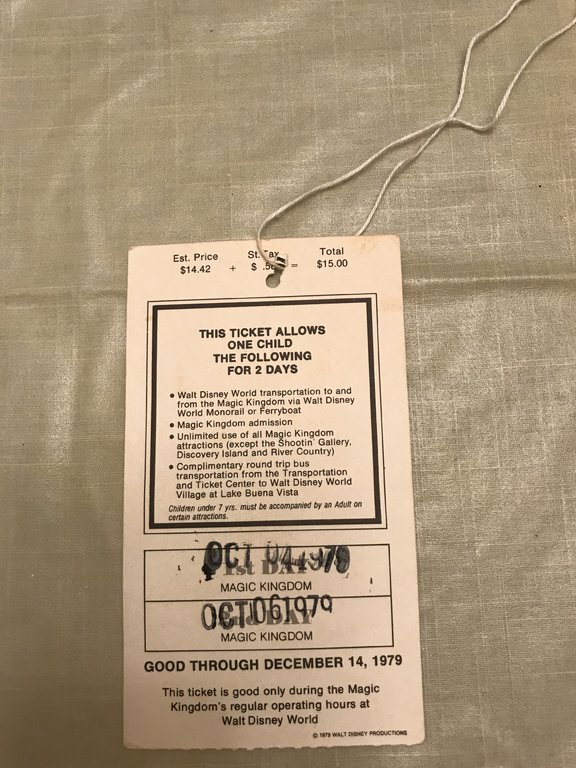 Est. Price St. Tax Total
$14.42 + $ .58 = $15.00
THIS TICKET ALLOWS
ONE CHILD
THE FOLLOWING
FOR 2 DAYS
• Walt Disney World transportation to and
from the Magic Kingdom via Walt Disney
World Monorail or Ferryboat
• Magic Kingdom admission
• Unlimited use of all Magic Kingdom
attractions (except the Shootin' Gallery,
Discovery Island and River Country)
• Complimentary round trip bus
transportation from the Transportation
and Ticket Center to Walt Disney World
Village at Lake Buena Vista
Children under 7 yrs. must be accompanied by an Adult on
certain attractions.
OCT 04 1979
1st DAY
MAGIC KINGDOM
OCT 06 1979
2nd DAY
MAGIC KINGDOM
GOOD THROUGH DECEMBER 14, 1979
This ticket is good only during the Magic
Kingdom's regular operating hours at
Walt Disney World
© 1979 WALT DISNEY PRODUCTIONS